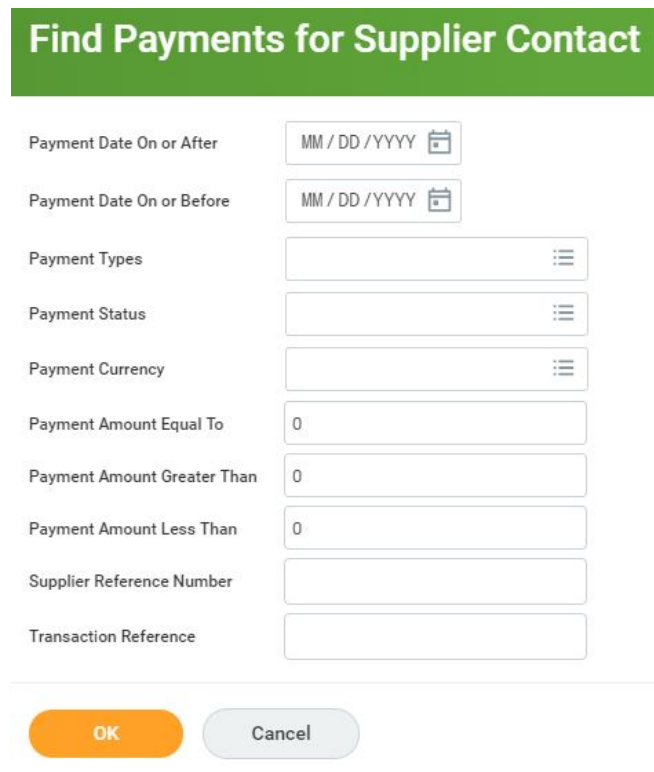 Find Payments for Supplier Contact
Payment Date On or After MM / DD / YYYY
Payment Date On or Before MM / DD / YYYY
Payment Types
Payment Status
Payment Currency
Payment Amount Equal To 0
Payment Amount Greater Than 0
Payment Amount Less Than 0
Supplier Reference Number
Transaction Reference
OK Cancel